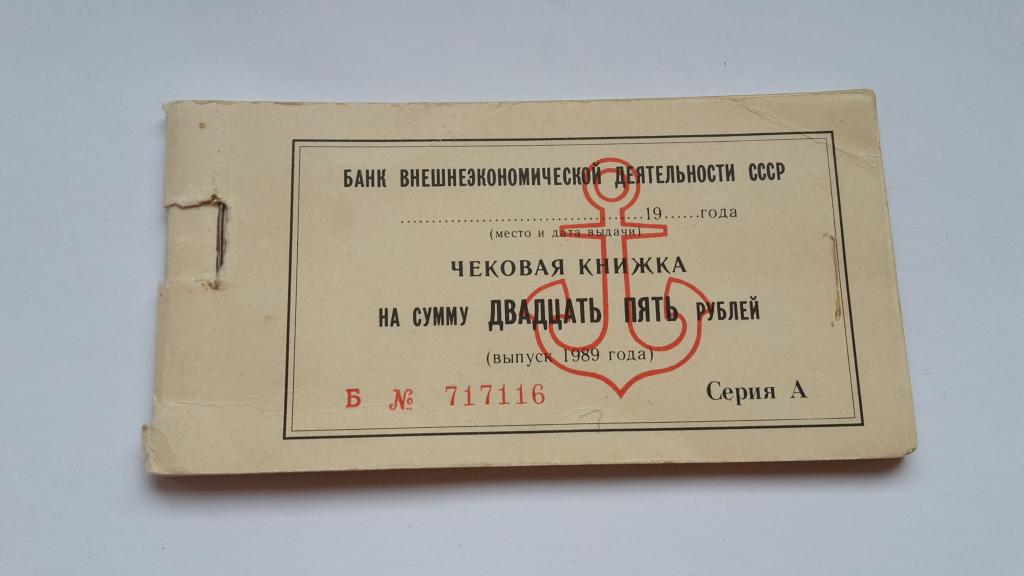 БАНК ВНЕШНЕЭКОНОМИЧЕСКОЙ ДЕЯТЕЛЬНОСТИ СССР
......................................19......года
(место и дата выдачи)
ЧЕКОВАЯ КНИЖКА
НА СУММУ ДВАДЦАТЬ ПЯТЬ РУБЛЕЙ
(выпуск 1989 года)
Б № 717116 Серия А